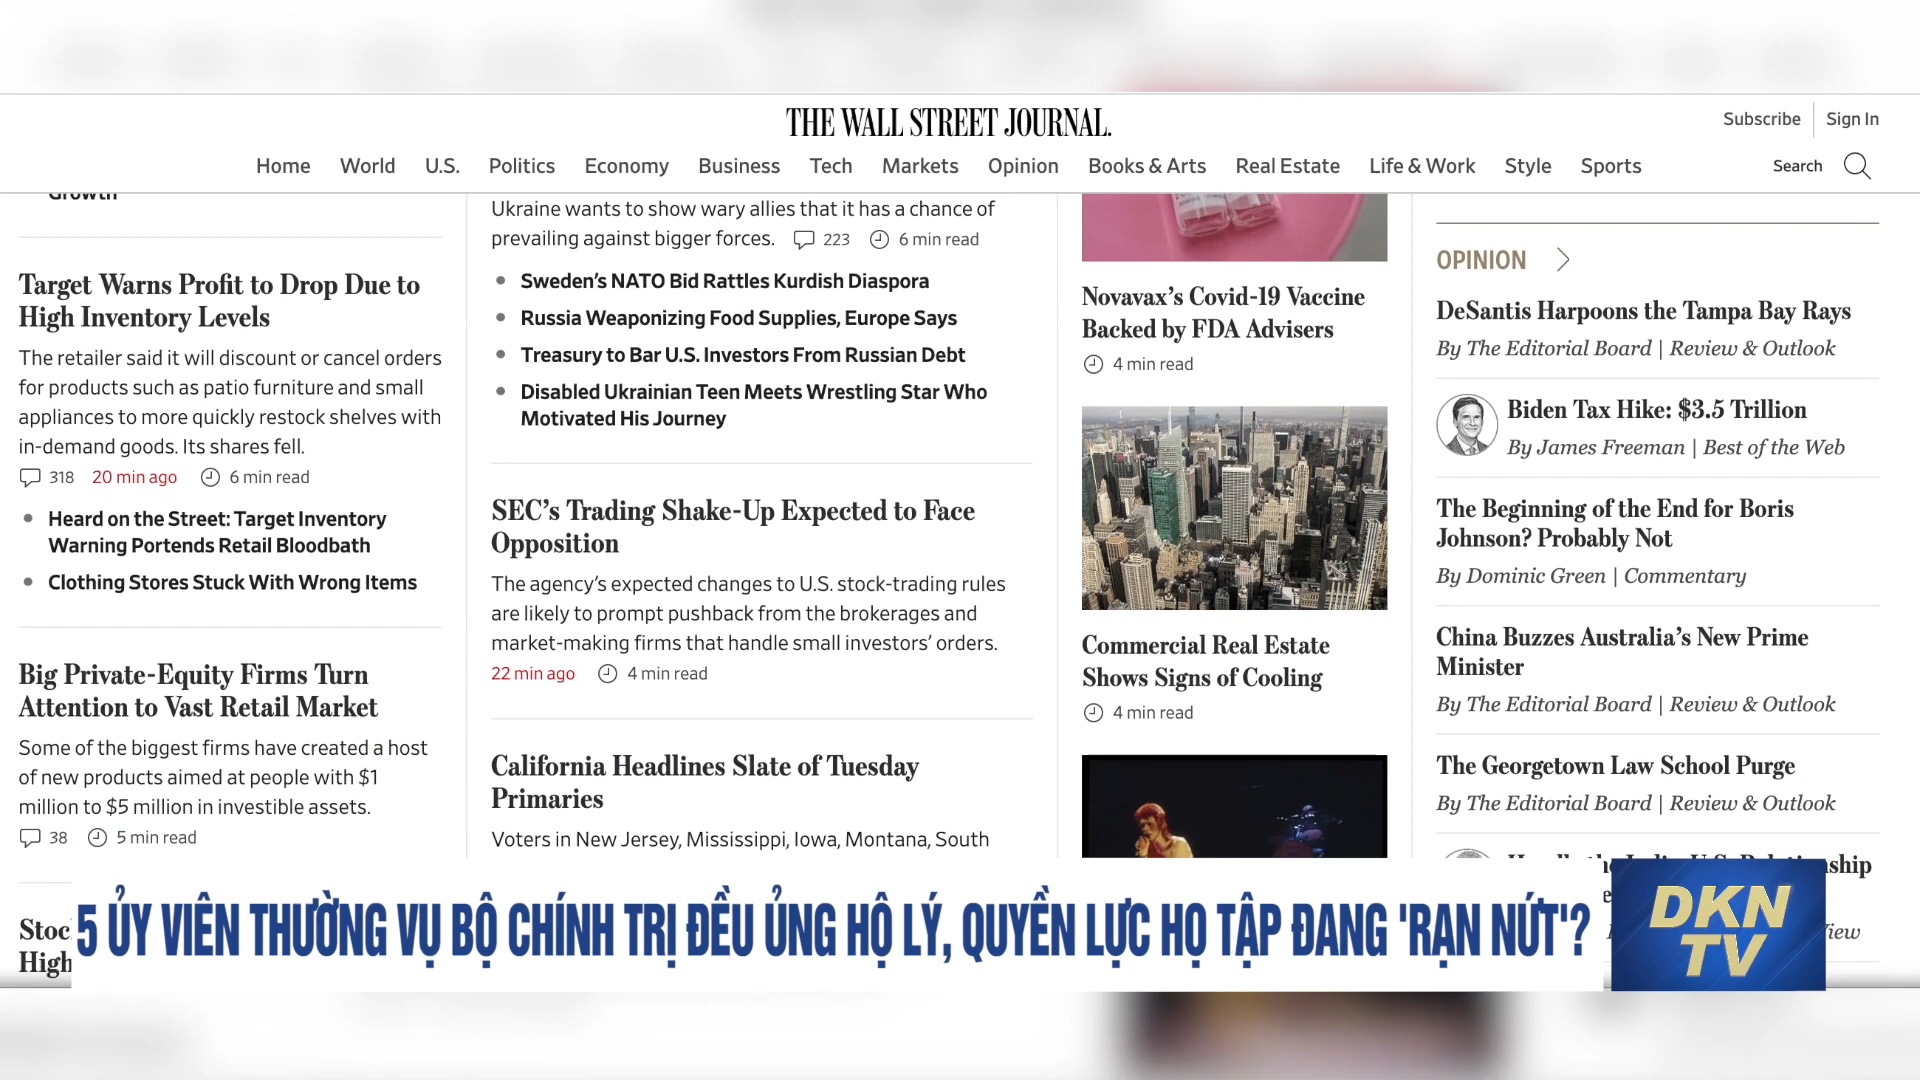 THE WALL STREET JOURNAL.
Subscribe
Sign In
Home World U.S. Politics Economy Business Tech Markets Opinion Books & Arts Real Estate Life & Work Style Sports
Search
Growth
Target Warns Profit to Drop Due to
High Inventory Levels
The retailer said it will discount or cancel orders
for products such as patio furniture and small
appliances to more quickly restock shelves with
in-demand goods. Its shares fell.
318 20 min ago 6 min read
Heard on the Street: Target Inventory
Warning Portends Retail Bloodbath
Clothing Stores Stuck With Wrong Items
Big Private-Equity Firms Turn
Attention to Vast Retail Market
Some of the biggest firms have created a host
of new products aimed at people with $1
million to $5 million in investible assets.
38 5 min read
Stoc
High
Ukraine wants to show wary allies that it has a chance of
prevailing against bigger forces. 223 6 min read
Sweden’s NATO Bid Rattles Kurdish Diaspora
Russia Weaponizing Food Supplies, Europe Says
Treasury to Bar U.S. Investors From Russian Debt
Disabled Ukrainian Teen Meets Wrestling Star Who
Motivated His Journey
SEC’s Trading Shake-Up Expected to Face
Opposition
The agency’s expected changes to U.S. stock-trading rules
are likely to prompt pushback from the brokerages and
market-making firms that handle small investors’ orders.
22 min ago 4 min read
California Headlines Slate of Tuesday
Primaries
Voters in New Jersey, Mississippi, Iowa, Montana, South
Novavax’s Covid-19 Vaccine
Backed by FDA Advisers
4 min read
Commercial Real Estate
Shows Signs of Cooling
4 min read
OPINION
DeSantis Harpoons the Tampa Bay Rays
By The Editorial Board | Review & Outlook
Biden Tax Hike: $3.5 Trillion
By James Freeman | Best of the Web
The Beginning of the End for Boris
Johnson? Probably Not
By Dominic Green | Commentary
China Buzzes Australia’s New Prime
Minister
By The Editorial Board | Review & Outlook
The Georgetown Law School Purge
By The Editorial Board | Review & Outlook
5 ỦY VIÊN THƯỜNG VỤ BỘ CHÍNH TRỊ ĐỀU ỦNG HỘ LÝ, QUYỀN LỰC HỌ TẬP ĐANG 'RẠN NỨT'?
DKN
TV